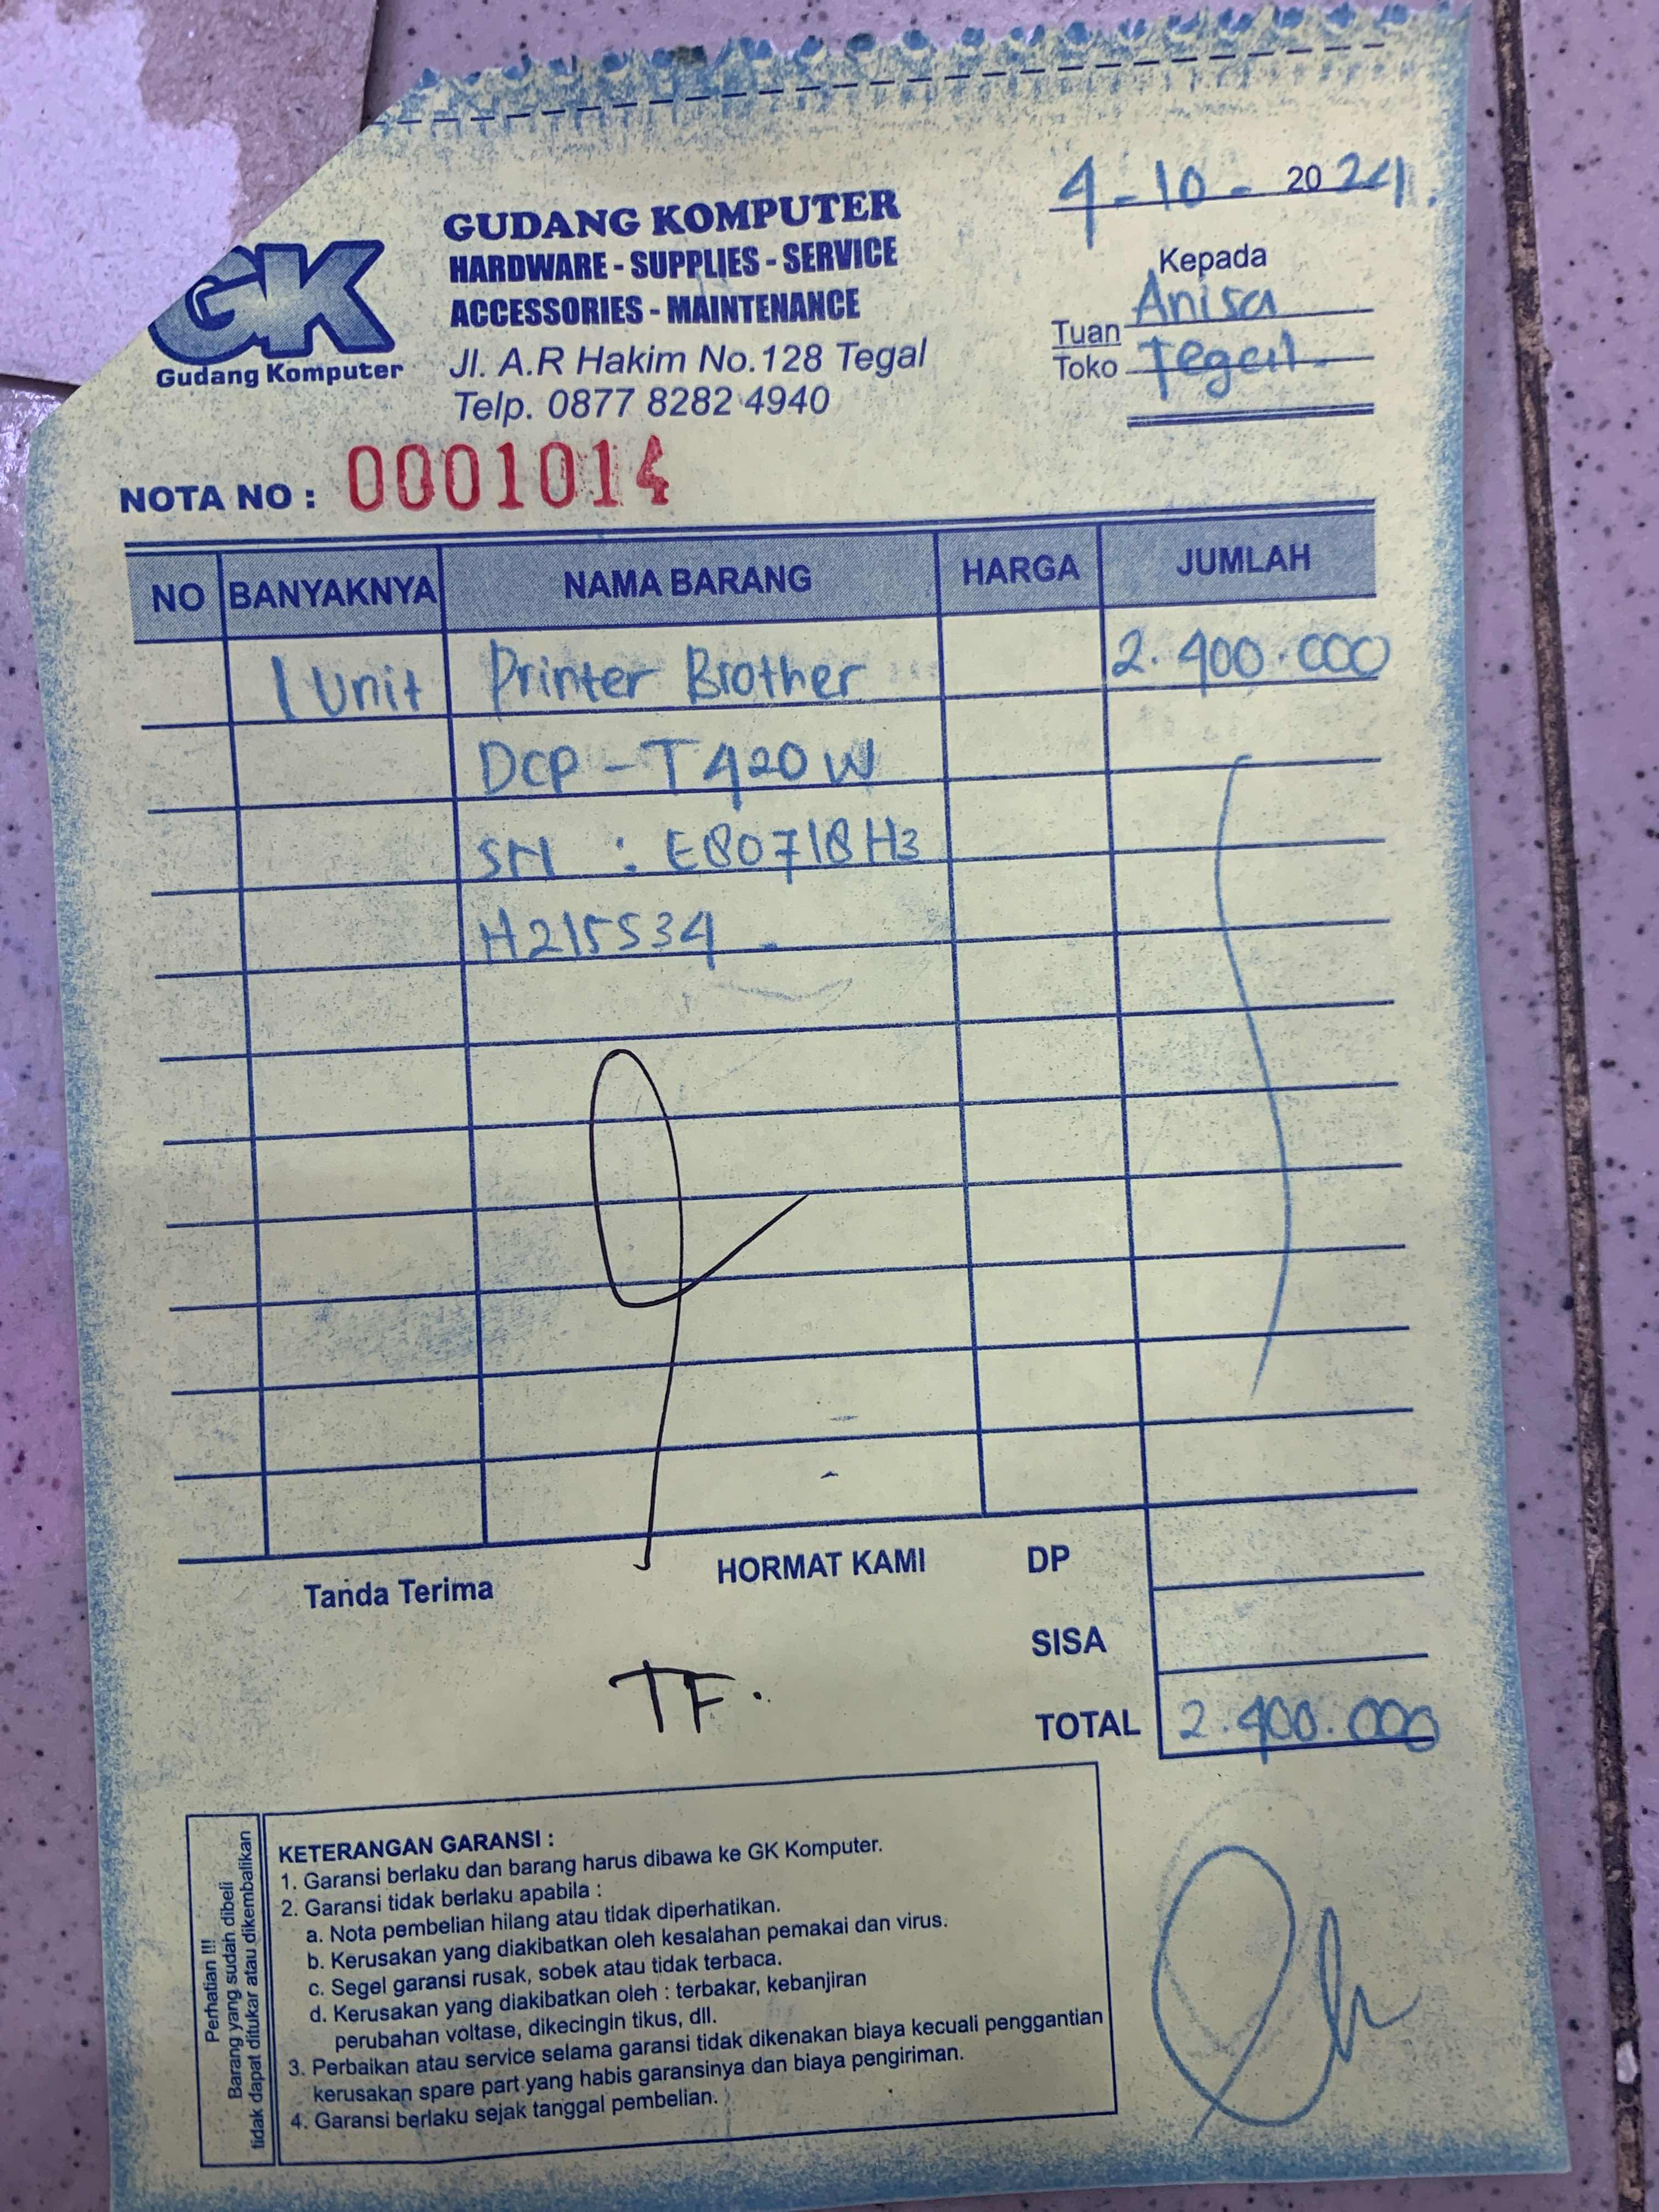 4-10- 2024.
GK
Gudang Komputer
GUDANG KOMPUTER
HARDWARE - SUPPLIES - SERVICE
ACCESSORIES - MAINTENANCE
Jl. A.R Hakim No.128 Tegal
Telp. 0877 8282 4940
Kepada
Tuan Anisa
Toko Tegal.
NOTA NO : 0001014
NO BANYAKNYA NAMA BARANG HARGA JUMLAH
1 Unit Printer Brother 2.400.000
DCP - T420W
SN : E80718H3
H215534.
Tanda Terima HORMAT KAMI DP
SISA
TF.
TOTAL 2.400.000
Perhatian !!!
Barang yang sudah dibeli
tidak dapat ditukar atau dikembalikan
KETERANGAN GARANSI :
1. Garansi berlaku dan barang harus dibawa ke GK Komputer.
2. Garansi tidak berlaku apabila :
a. Nota pembelian hilang atau tidak diperhatikan.
b. Kerusakan yang diakibatkan oleh kesalahan pemakai dan virus.
c. Segel garansi rusak, sobek atau tidak terbaca.
d. Kerusakan yang diakibatkan oleh : terbakar, kebanjiran
perubahan voltase, dikecingin tikus, dll.
3. Perbaikan atau service selama garansi tidak dikenakan biaya kecuali penggantian
kerusakan spare part yang habis garansinya dan biaya pengiriman.
4. Garansi berlaku sejak tanggal pembelian.